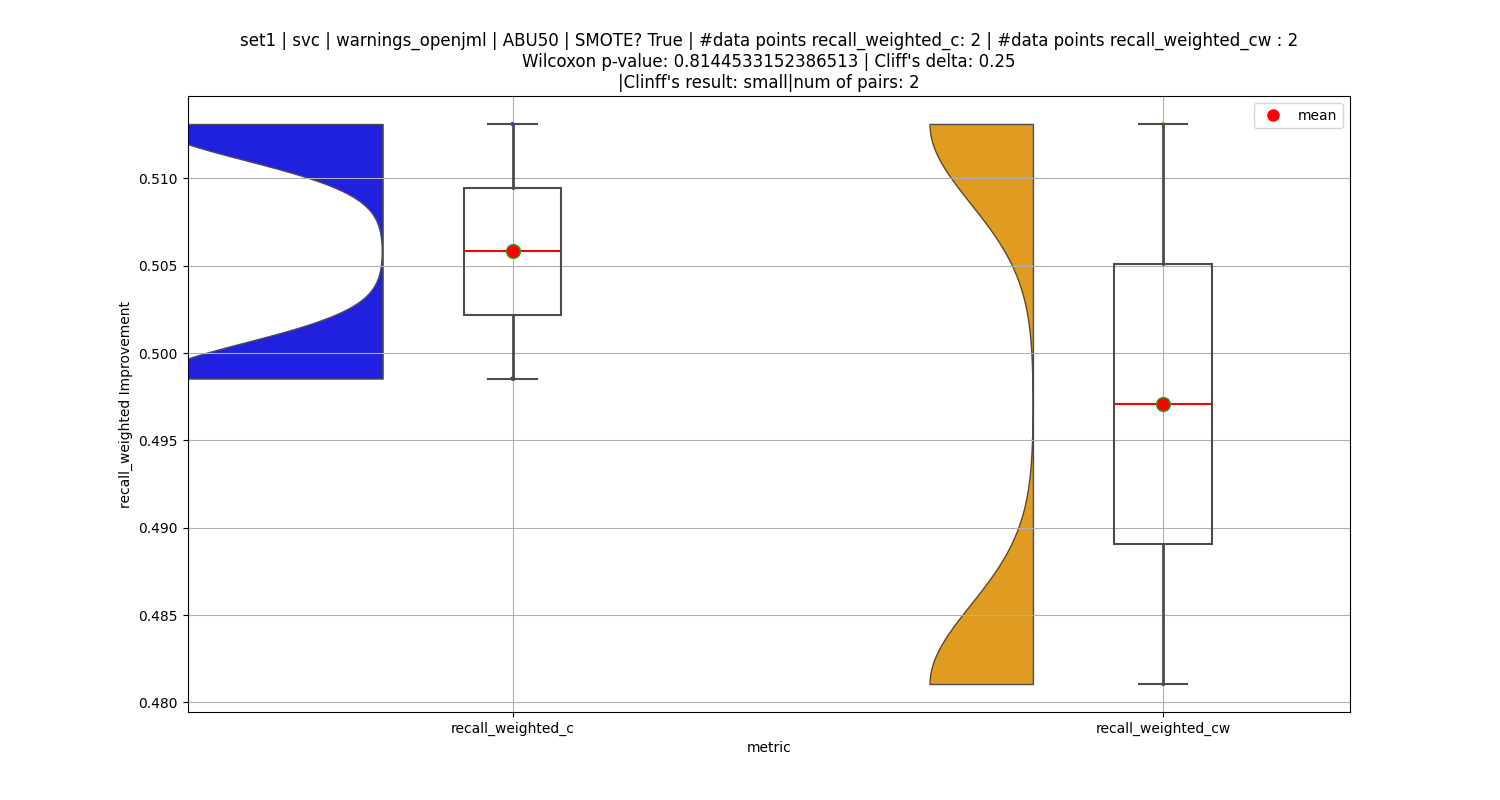 set1 | svc | warnings_openjml | ABU50 | SMOTE? True | #data points recall_weighted_c: 2 | #data points recall_weighted_cw : 2
Wilcoxon p-value: 0.8144533152386513 | Cliff's delta: 0.25
|Clinff's result: small|num of pairs: 2
mean
0.510
0.505
0.500
0.495
0.490
0.485
0.480
recall_weighted Improvement
recall_weighted_c
recall_weighted_cw
metric